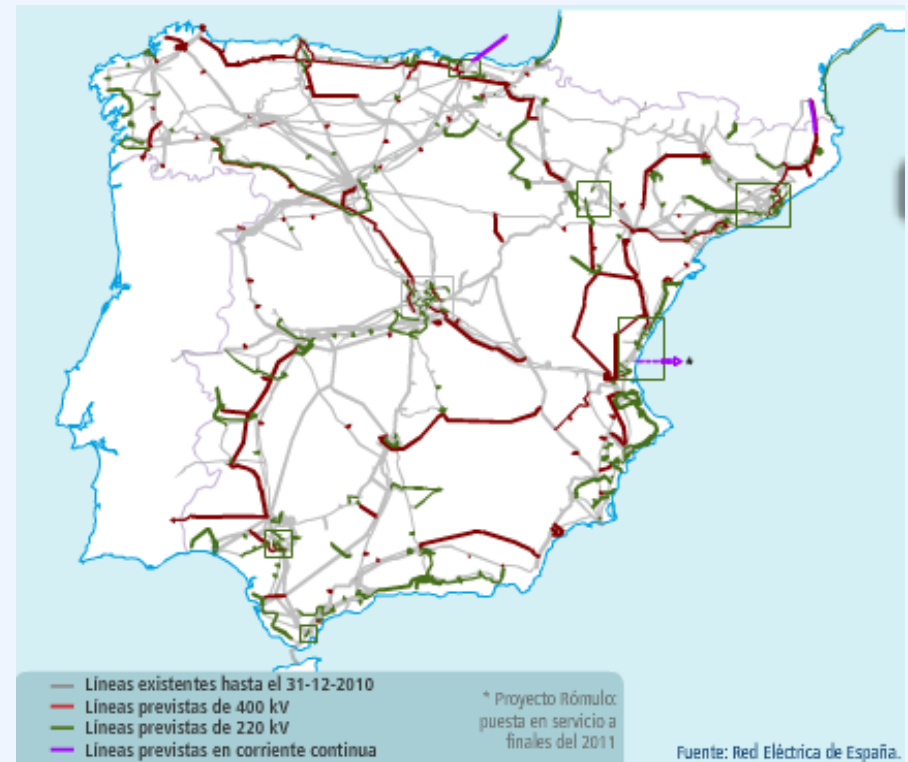 *
Líneas existentes hasta el 31-12-2010
Líneas previstas de 400 kV
Líneas previstas de 220 kV
Líneas previstas en corriente continua
* Proyecto Rómulo:
puesta en servicio a
finales del 2011
Fuente: Red Eléctrica de España.